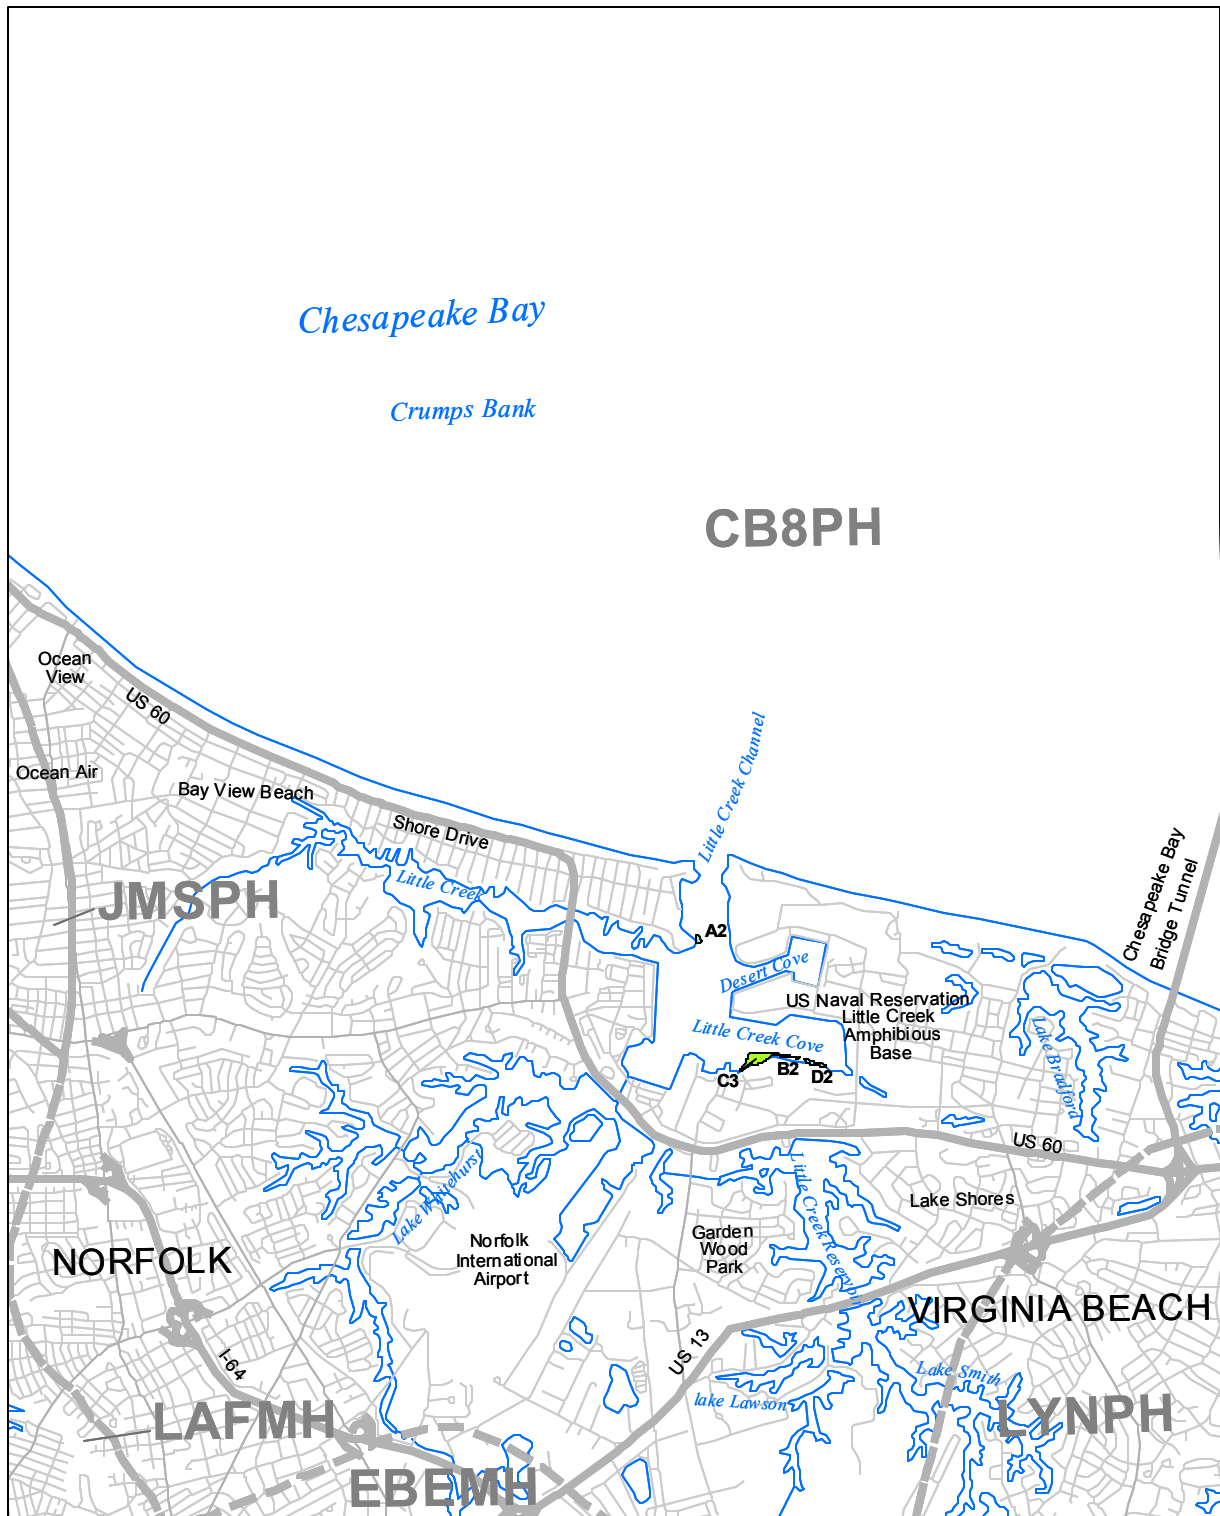 Chesapeake Bay
Crumps Bank
CB8PH
Ocean
View
US 60
Ocean Air
Bay View Beach
Shore Drive
Little Creek Channel
Little Creek
JMSPH
Chesapeake Bay
Bridge Tunnel
A2
Desert Cove
US Naval Reservation
Little Creek
Amphibious
Base
Little Creek Cove
Lake Bradford
C3
B2
D2
US 60
Lake Whitehurst
Little Creek Reservoir
Lake Shores
Garden
Wood
Park
Norfolk
International
Airport
NORFOLK
VIRGINIA BEACH
I-64
US 13
Lake Smith
lake Lawson
LAFMH
LYNPH
EBEMH